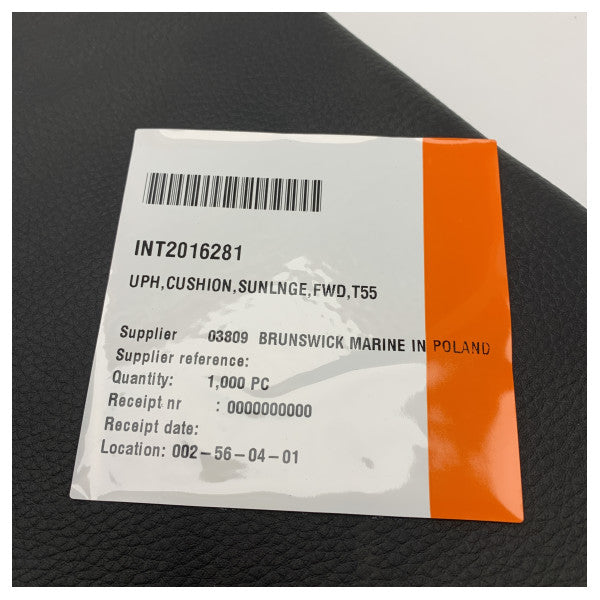 INT2016281
UPH,CUSHION,SUNLNGE,FWD,T55
Supplier 03809 BRUNSWICK MARINE IN POLAND
Supplier reference:
Quantity: 1,000 PC
Receipt nr : 0000000000
Receipt date:
Location: 002-56-04-01